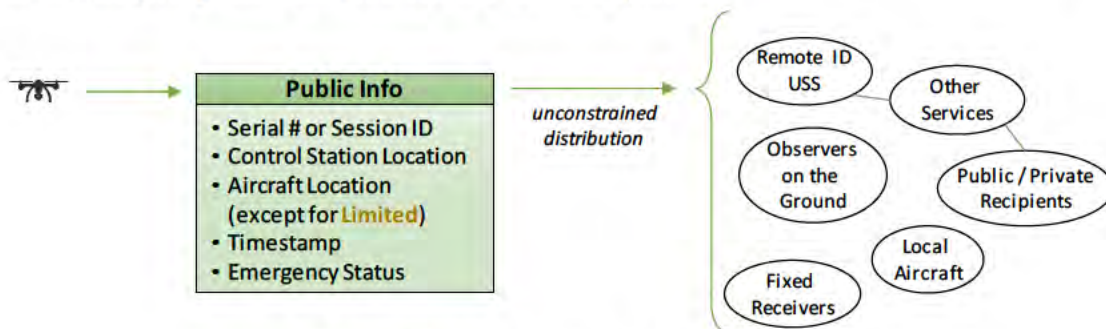 Public Info
• Serial # or Session ID
• Control Station Location
• Aircraft Location
(except for Limited)
• Timestamp
• Emergency Status
unconstrained
distribution
Remote ID
USS
Other
Services
Observers
on the
Ground
Public / Private
Recipients
Local
Aircraft
Fixed
Receivers